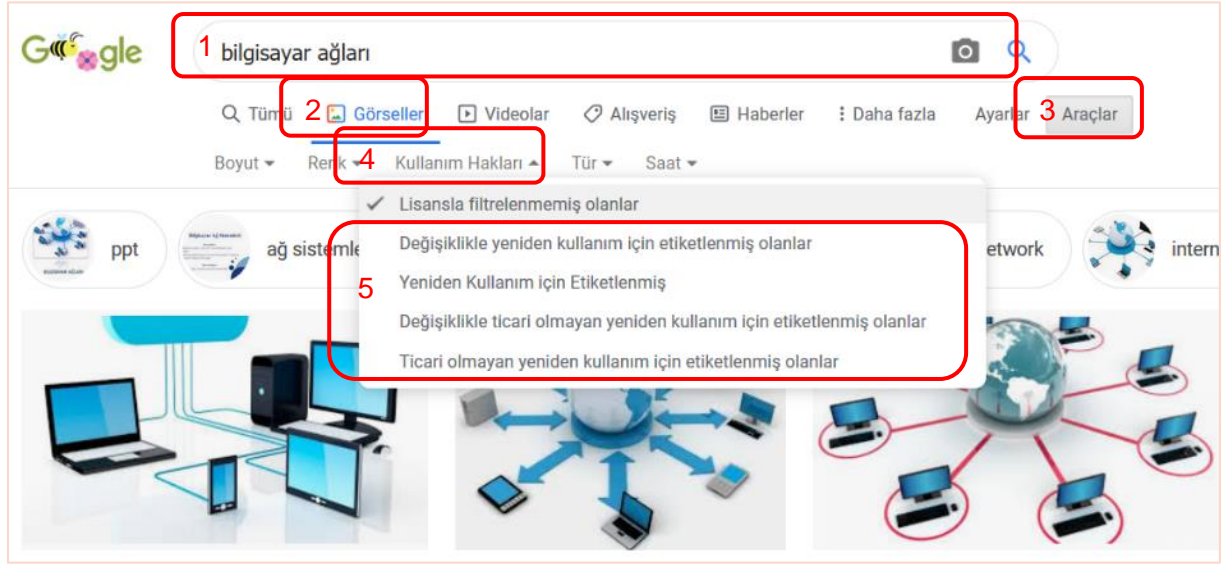 Google
1 bilgisayar ağları
Tümü 2 Görseller Videolar Alışveriş Haberler Daha fazla Ayarlar 3 Araçlar
Boyut Renk 4 Kullanım Hakları Tür Saat
Lisansla filtrelenmemiş olanlar
ppt ağ sistemle Değişiklikle yeniden kullanım için etiketlenmiş olanlar etwork intern
5 Yeniden Kullanım için Etiketlenmiş
Değişiklikle ticari olmayan yeniden kullanım için etiketlenmiş olanlar
Ticari olmayan yeniden kullanım için etiketlenmiş olanlar